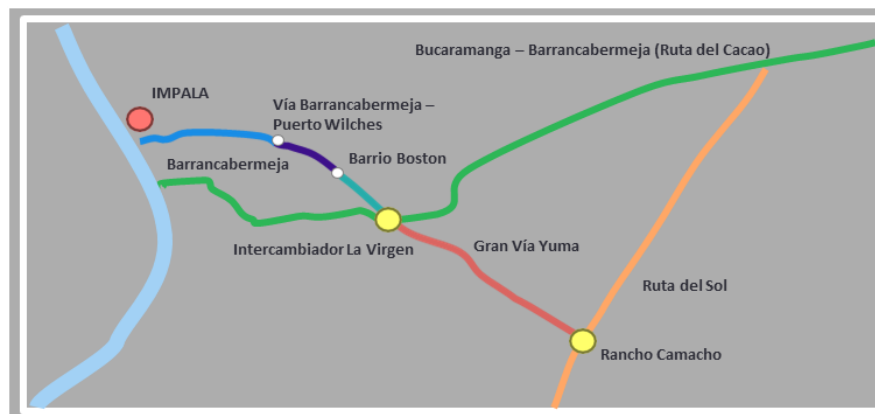 Bucaramanga – Barrancabermeja (Ruta del Cacao)
IMPALA
Vía Barrancabermeja –
Puerto Wilches
Barrancabermeja
Barrio Boston
Intercambiador La Virgen
Gran Vía Yuma
Ruta del Sol
Rancho Camacho